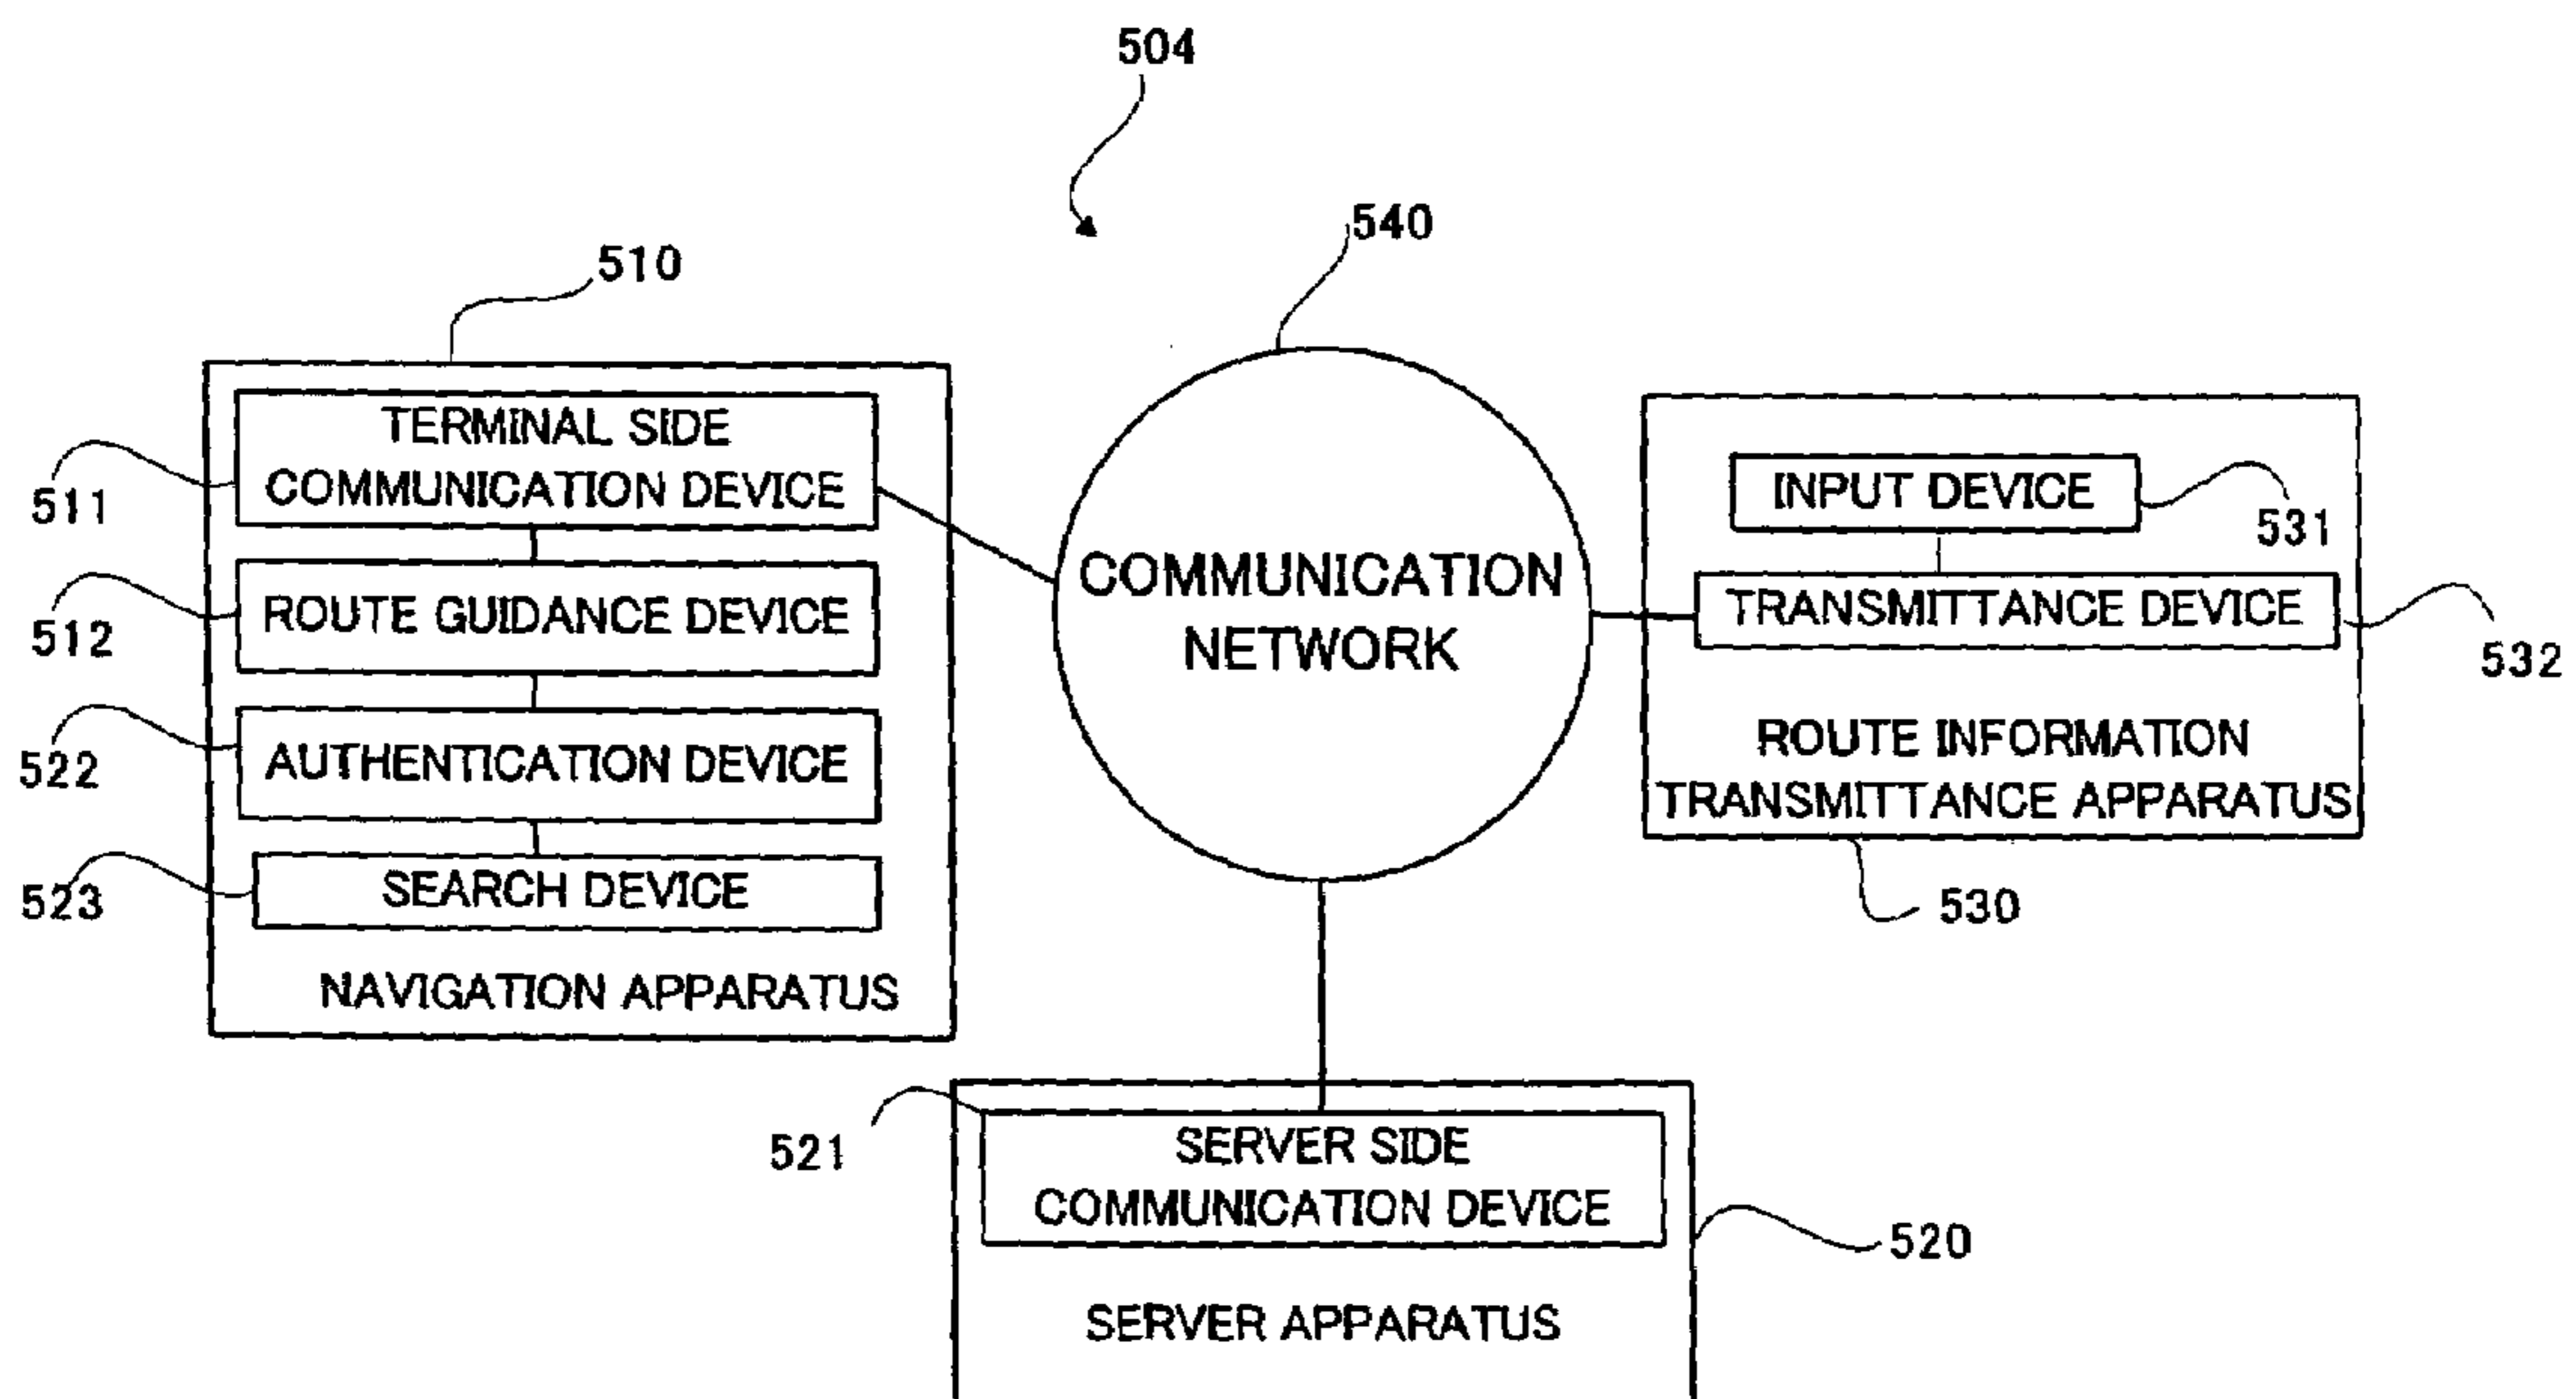 504
540
510
TERMINAL SIDE
COMMUNICATION DEVICE
511
ROUTE GUIDANCE DEVICE
512
AUTHENTICATION DEVICE
522
SEARCH DEVICE
523
NAVIGATION APPARATUS
COMMUNICATION
NETWORK
INPUT DEVICE
531
TRANSMITTANCE DEVICE
532
ROUTE INFORMATION
TRANSMITTANCE APPARATUS
530
521
SERVER SIDE
COMMUNICATION DEVICE
520
SERVER APPARATUS